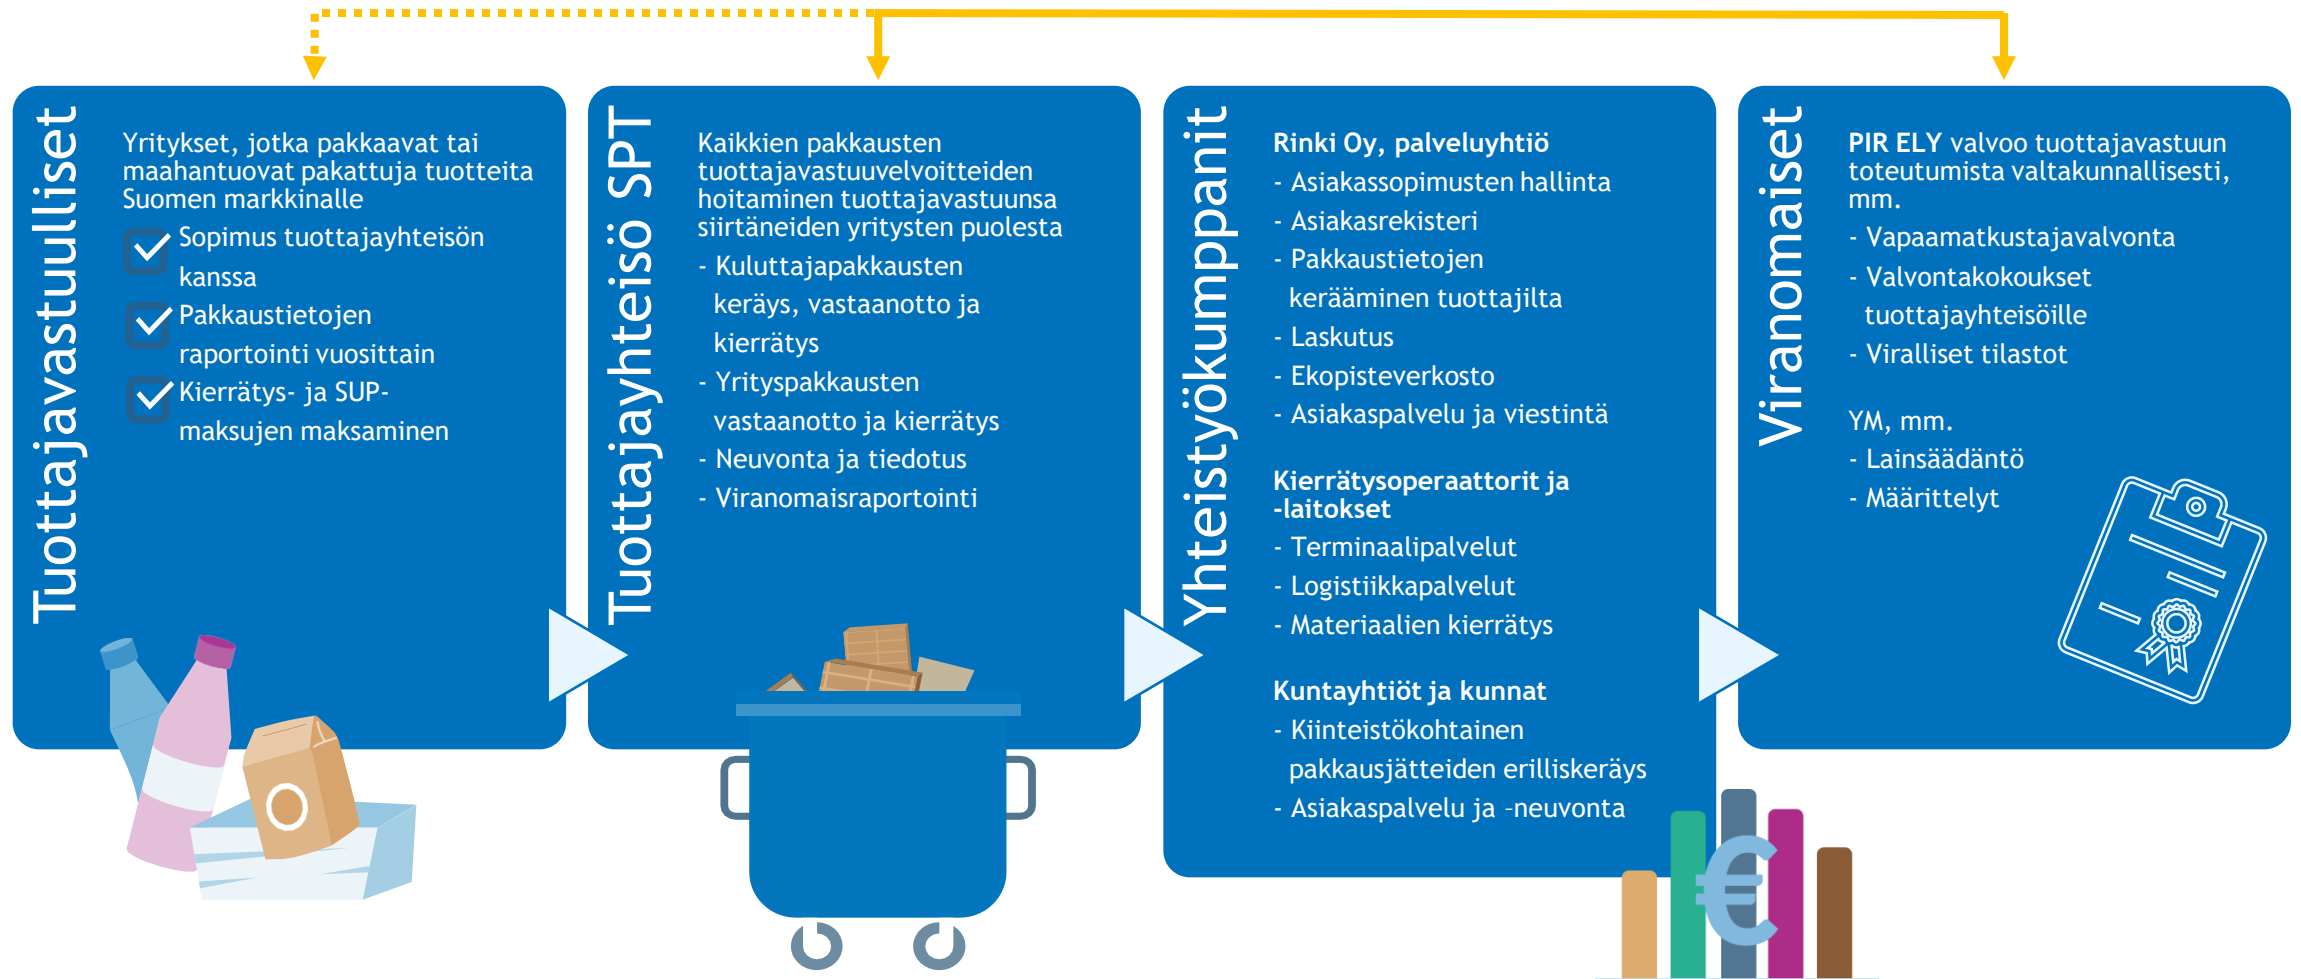 Tuottajavastuulliset
Yritykset, jotka pakkaavat tai
maahantuovat pakattuja tuotteita
Suomen markkinalle
Sopimus tuottajayhteisön
kanssa
Pakkaustietojen
raportointi vuosittain
Kierrätys- ja SUP-
maksujen maksaminen
Tuottajayhteisö SPT
Kaikkien pakkausten
tuottajavastuuvelvoitteiden
hoitaminen tuottajavastuunsa
siirtäneiden yritysten puolesta
- Kuluttajapakkausten
keräys, vastaanotto ja
kierrätys
- Yrityspakkausten
vastaanotto ja kierrätys
- Neuvonta ja tiedotus
- Viranomaisraportointi
Yhteistyökumppanit
Rinki Oy, palveluyhtiö
- Asiakassopimusten hallinta
- Asiakasrekisteri
- Pakkaustietojen
kerääminen tuottajilta
- Laskutus
- Ekopisteverkosto
- Asiakaspalvelu ja viestintä
Kierrätysoperaattorit ja
-laitokset
- Terminaalipalvelut
- Logistiikkapalvelut
- Materiaalien kierrätys
Kuntayhtiöt ja kunnat
- Kiinteistökohtainen
pakkausjätteiden erilliskeräys
- Asiakaspalvelu ja –neuvonta
Viranomaiset
PIR ELY valvoo tuottajavastuun
toteutumista valtakunnallisesti,
mm.
- Vapaamatkustajavalvonta
- Valvontakokoukset
tuottajayhteisöille
- Viralliset tilastot
YM, mm.
- Lainsäädäntö
- Määrittelyt
€